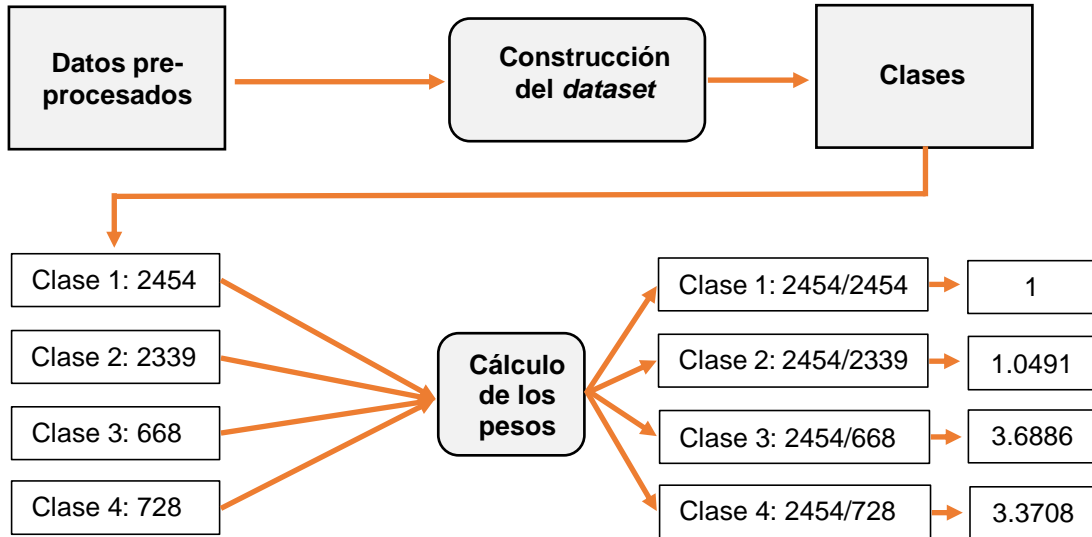 Datos pre-
procesados
Construcción
del dataset
Clases
Clase 1: 2454
Clase 2: 2339
Clase 3: 668
Clase 4: 728
Cálculo
de los
pesos
Clase 1: 2454/2454
1
Clase 2: 2454/2339
1.0491
Clase 3: 2454/668
3.6886
Clase 4: 2454/728
3.3708